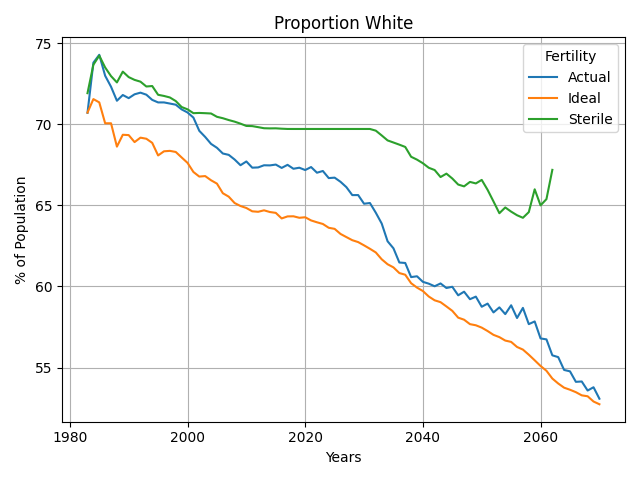 Proportion White
75
70
65
60
55
% of Population
Fertility
Actual
Ideal
Sterile
1980
2000
2020
2040
2060
Years